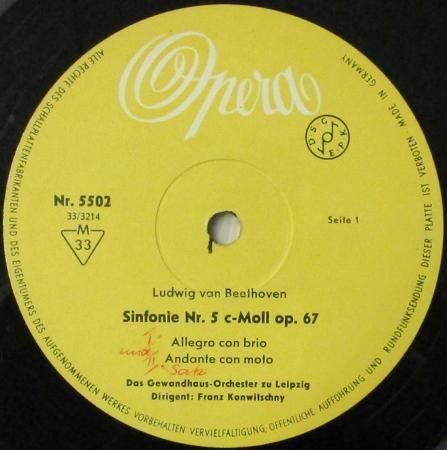 Opera
Nr. 5502
33/3214
M
33
Seite 1
Ludwig van Beethoven
Sinfonie Nr. 5 c-Moll op. 67
I.
Allegro con brio
und II.
Andante con moto
Satz
Das Gewandhaus-Orchester zu Leipzig
Dirigent: Franz Konwitschny
ALLE RECHTE DES SCHALLPLATTENFABRIKANTEN UND DES EIGENTÜMERS DES AUFGENOMMENEN WERKES VORBEHALTEN VERVIELFÄLTIGUNG, ÖFFENTLICHE AUFFÜHRUNG UND RUNDFUNKSENDUNG DIESER PLATTE IST VERBOTEN · MADE IN GERMANY